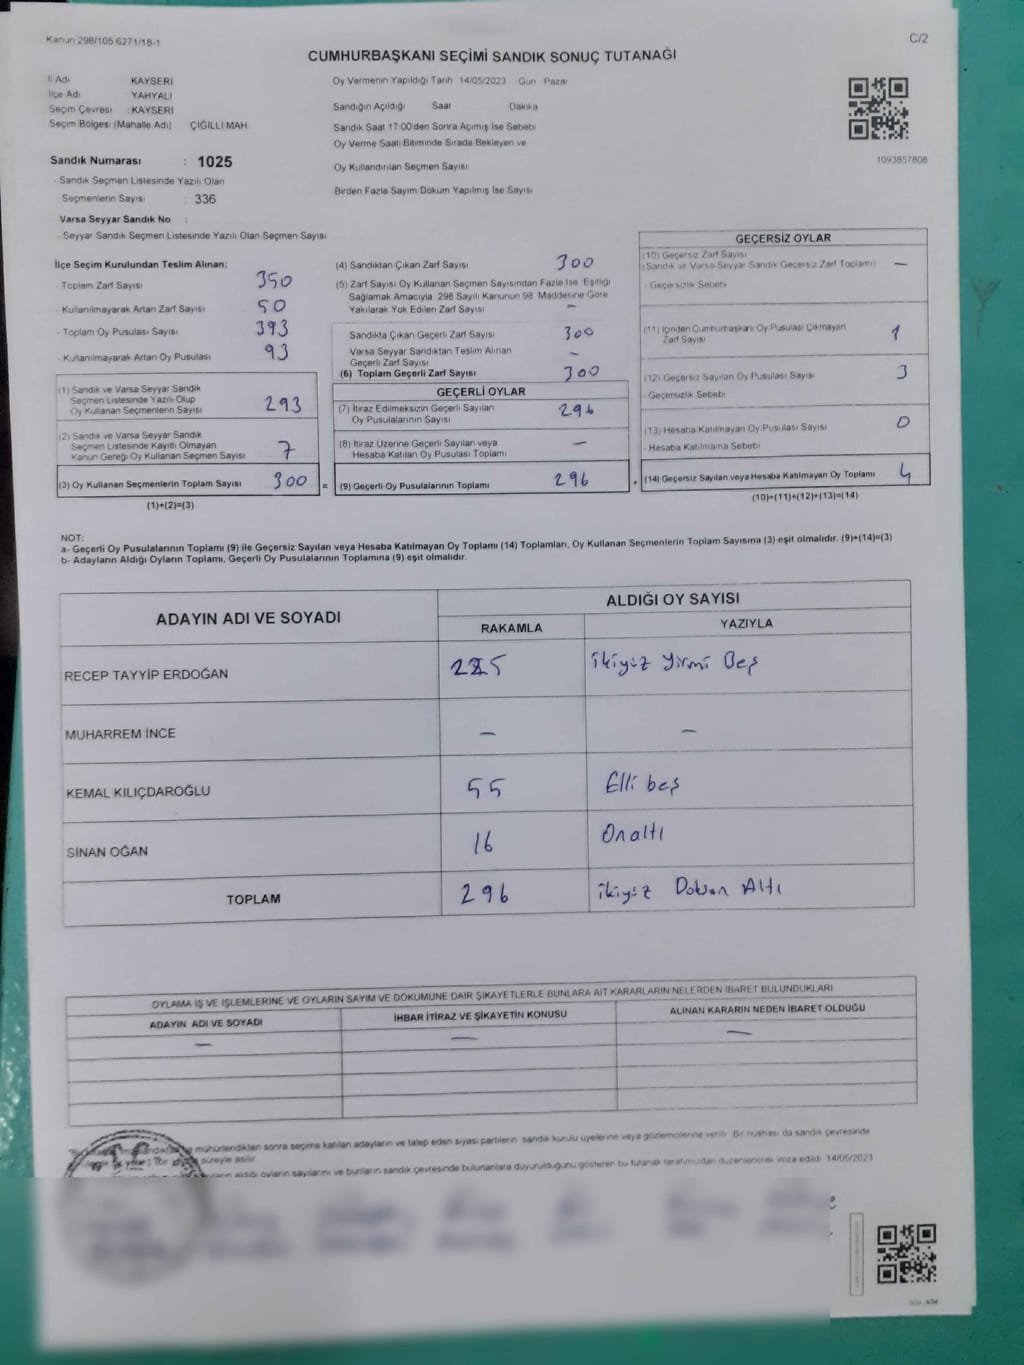 Kanun 298/105 6271/18-1
C/2
CUMHURBAŞKANI SEÇİMİ SANDIK SONUÇ TUTANAĞI
İl Adı KAYSERİ
İlçe Adı YAHYALI
Seçim Çevresi : KAYSERİ
Seçim Bölgesi (Mahalle Adı) ÇIĞILLI MAH.
Sandık Numarası : 1025
- Sandık Seçmen Listesinde Yazılı Olan
Seçmenlerin Sayısı : 336
Varsa Seyyar Sandık No :
- Seyyar Sandık Seçmen Listesinde Yazılı Olan Seçmen Sayısı
Oy Vermenin Yapıldığı Tarih 14/05/2023 Gün Pazar
Sandığın Açıldığı Saat Dakika
Sandık Saat 17:00'den Sonra Açımış İse Sebebi
Oy Verme Saati Bitiminde Sırada Bekleyen ve
Oy Kullandırılan Seçmen Sayısı
Birden Fazla Sayım Döküm Yapılmış İse Sayısı
1093857808
İlçe Seçim Kurulundan Teslim Alınan:
- Toplam Zarf Sayısı 350
- Kullanılmayarak Artan Zarf Sayısı 50
- Toplam Oy Pusulası Sayısı 393
- Kullanılmayarak Artan Oy Pusulası 93
(1) Sandık ve Varsa Seyyar Sandık
Seçmen Listesinde Yazılı Olup
Oy Kullanan Seçmenlerin Sayısı 293
(2) Sandık ve Varsa Seyyar Sandık
Seçmen Listesinde Kayıtlı Olmayan
Kanun Gereği Oy Kullanan Seçmen Sayısı 7
(3) Oy Kullanan Seçmenlerin Toplam Sayısı 300 =
(1)+(2)=(3)
(4) Sandıktan Çıkan Zarf Sayısı 300
(5) Zarf Sayısı Oy Kullanan Seçmen Sayısından Fazla İse Eşitliği
Sağlamak Amacıyla 298 Sayılı Kanunun 98 Maddesine Göre
Yakılarak Yok Edilen Zarf Sayısı –
Sandıkta Çıkan Geçerli Zarf Sayısı 300
Varsa Seyyar Sandıktan Teslim Alınan
Geçerli Zarf Sayısı –
(6) Toplam Geçerli Zarf Sayısı 300
GEÇERLİ OYLAR
(7) İtiraz Edilmeksizin Geçerli Sayılan
Oy Pusulalarının Sayısı 296
(8) İtiraz Üzerine Geçerli Sayılan veya
Hesaba Katılan Oy Pusulası Toplamı –
(9) Geçerli Oy Pusulalarının Toplamı 296 +
GEÇERSİZ OYLAR
(10) Geçersiz Zarf Sayısı
(Sandık ve Varsa Seyyar Sandık Geçersiz Zarf Toplamı) –
- Geçersizlik Sebebi
(11) İçinden Cumhurbaşkanı Oy Pusulası Çıkmayan
Zarf Sayısı 1
(12) Geçersiz Sayılan Oy Pusulası Sayısı 3
- Geçersizlik Sebebi
(13) Hesaba Katılmayan Oy Pusulası Sayısı 0
- Hesaba Katılmama Sebebi
(14) Geçersiz Sayılan veya Hesaba Katılmayan Oy Toplamı 4
(10)+(11)+(12)+(13)=(14)
NOT:
a- Geçerli Oy Pusulalarının Toplamı (9) ile Geçersiz Sayılan veya Hesaba Katılmayan Oy Toplamı (14) Toplamları, Oy Kullanan Seçmenlerin Toplam Sayısına (3) eşit olmalıdır. (9)+(14)=(3)
b- Adayların Aldığı Oyların Toplamı, Geçerli Oy Pusulalarının Toplamına (9) eşit olmalıdır.
ADAYIN ADI VE SOYADI ALDIĞI OY SAYISI
RAKAMLA YAZIYLA
RECEP TAYYİP ERDOĞAN 225 ikiyüz Yirmi Beş
MUHARREM İNCE – –
KEMAL KILIÇDAROĞLU 55 Elli beş
SİNAN OĞAN 16 Onaltı
TOPLAM 296 ikiyüz Doksan Altı
OYLAMA İŞ VE İŞLEMLERİNE VE OYLARIN SAYIM VE DÖKÜMÜNE DAİR ŞİKAYETLERLE BUNLARA AİT KARARLARIN NELERDEN İBARET BULUNDUKLARI
ADAYIN ADI VE SOYADI İHBAR İTİRAZ VE ŞİKAYETİN KONUSU ALINAN KARARIN NEDEN İBARET OLDUĞU
– – –
mühürlendikten sonra seçime katılan adayların ve talep eden siyasi partilerin sandık kurulu üyelerine veya gözlemcilerine verilir. Bir nushası da sandık çevresinde
süreyle asılır.
aldığı oyların sayılarını ve bunların sandık çevresinde bulunanlara duyurulduğunu gösteren bu tutanak tarafımızdan düzenlenerek imza edildi. 14/05/2023